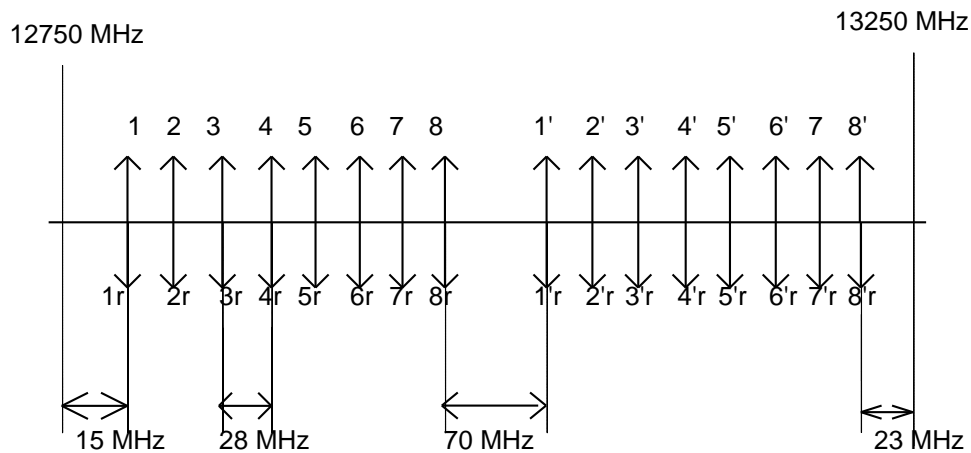 12750 MHz
13250 MHz
1 2 3 4 5 6 7 8 1' 2' 3' 4' 5' 6' 7 8'
1r 2r 3r 4r 5r 6r 7r 8r 1'r 2'r 3'r 4'r 5'r 6'r 7'r 8'r
15 MHz 28 MHz 70 MHz 23 MHz